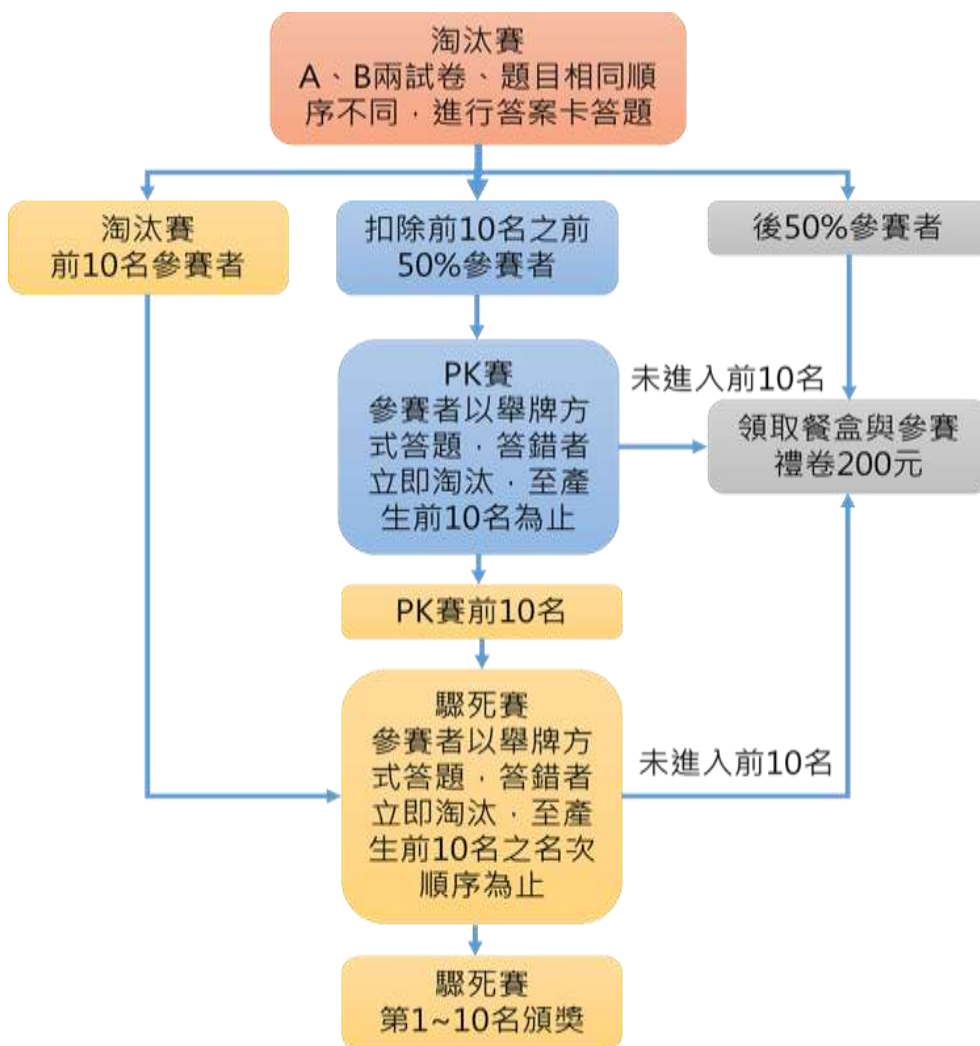 淘汰賽
A、B兩試卷、題目相同順
序不同，進行答案卡答題
淘汰賽
前10名參賽者
扣除前10名之前
50%參賽者
後50%參賽者
PK賽
參賽者以舉牌方
式答題，答錯者
立即淘汰，至產
生前10名為止
未進入前10名
領取餐盒與參賽
禮卷200元
PK賽前10名
驟死賽
參賽者以舉牌方
式答題，答錯者
立即淘汰，至產
生前10名之名次
順序為止
未進入前10名
驟死賽
第1~10名頒獎